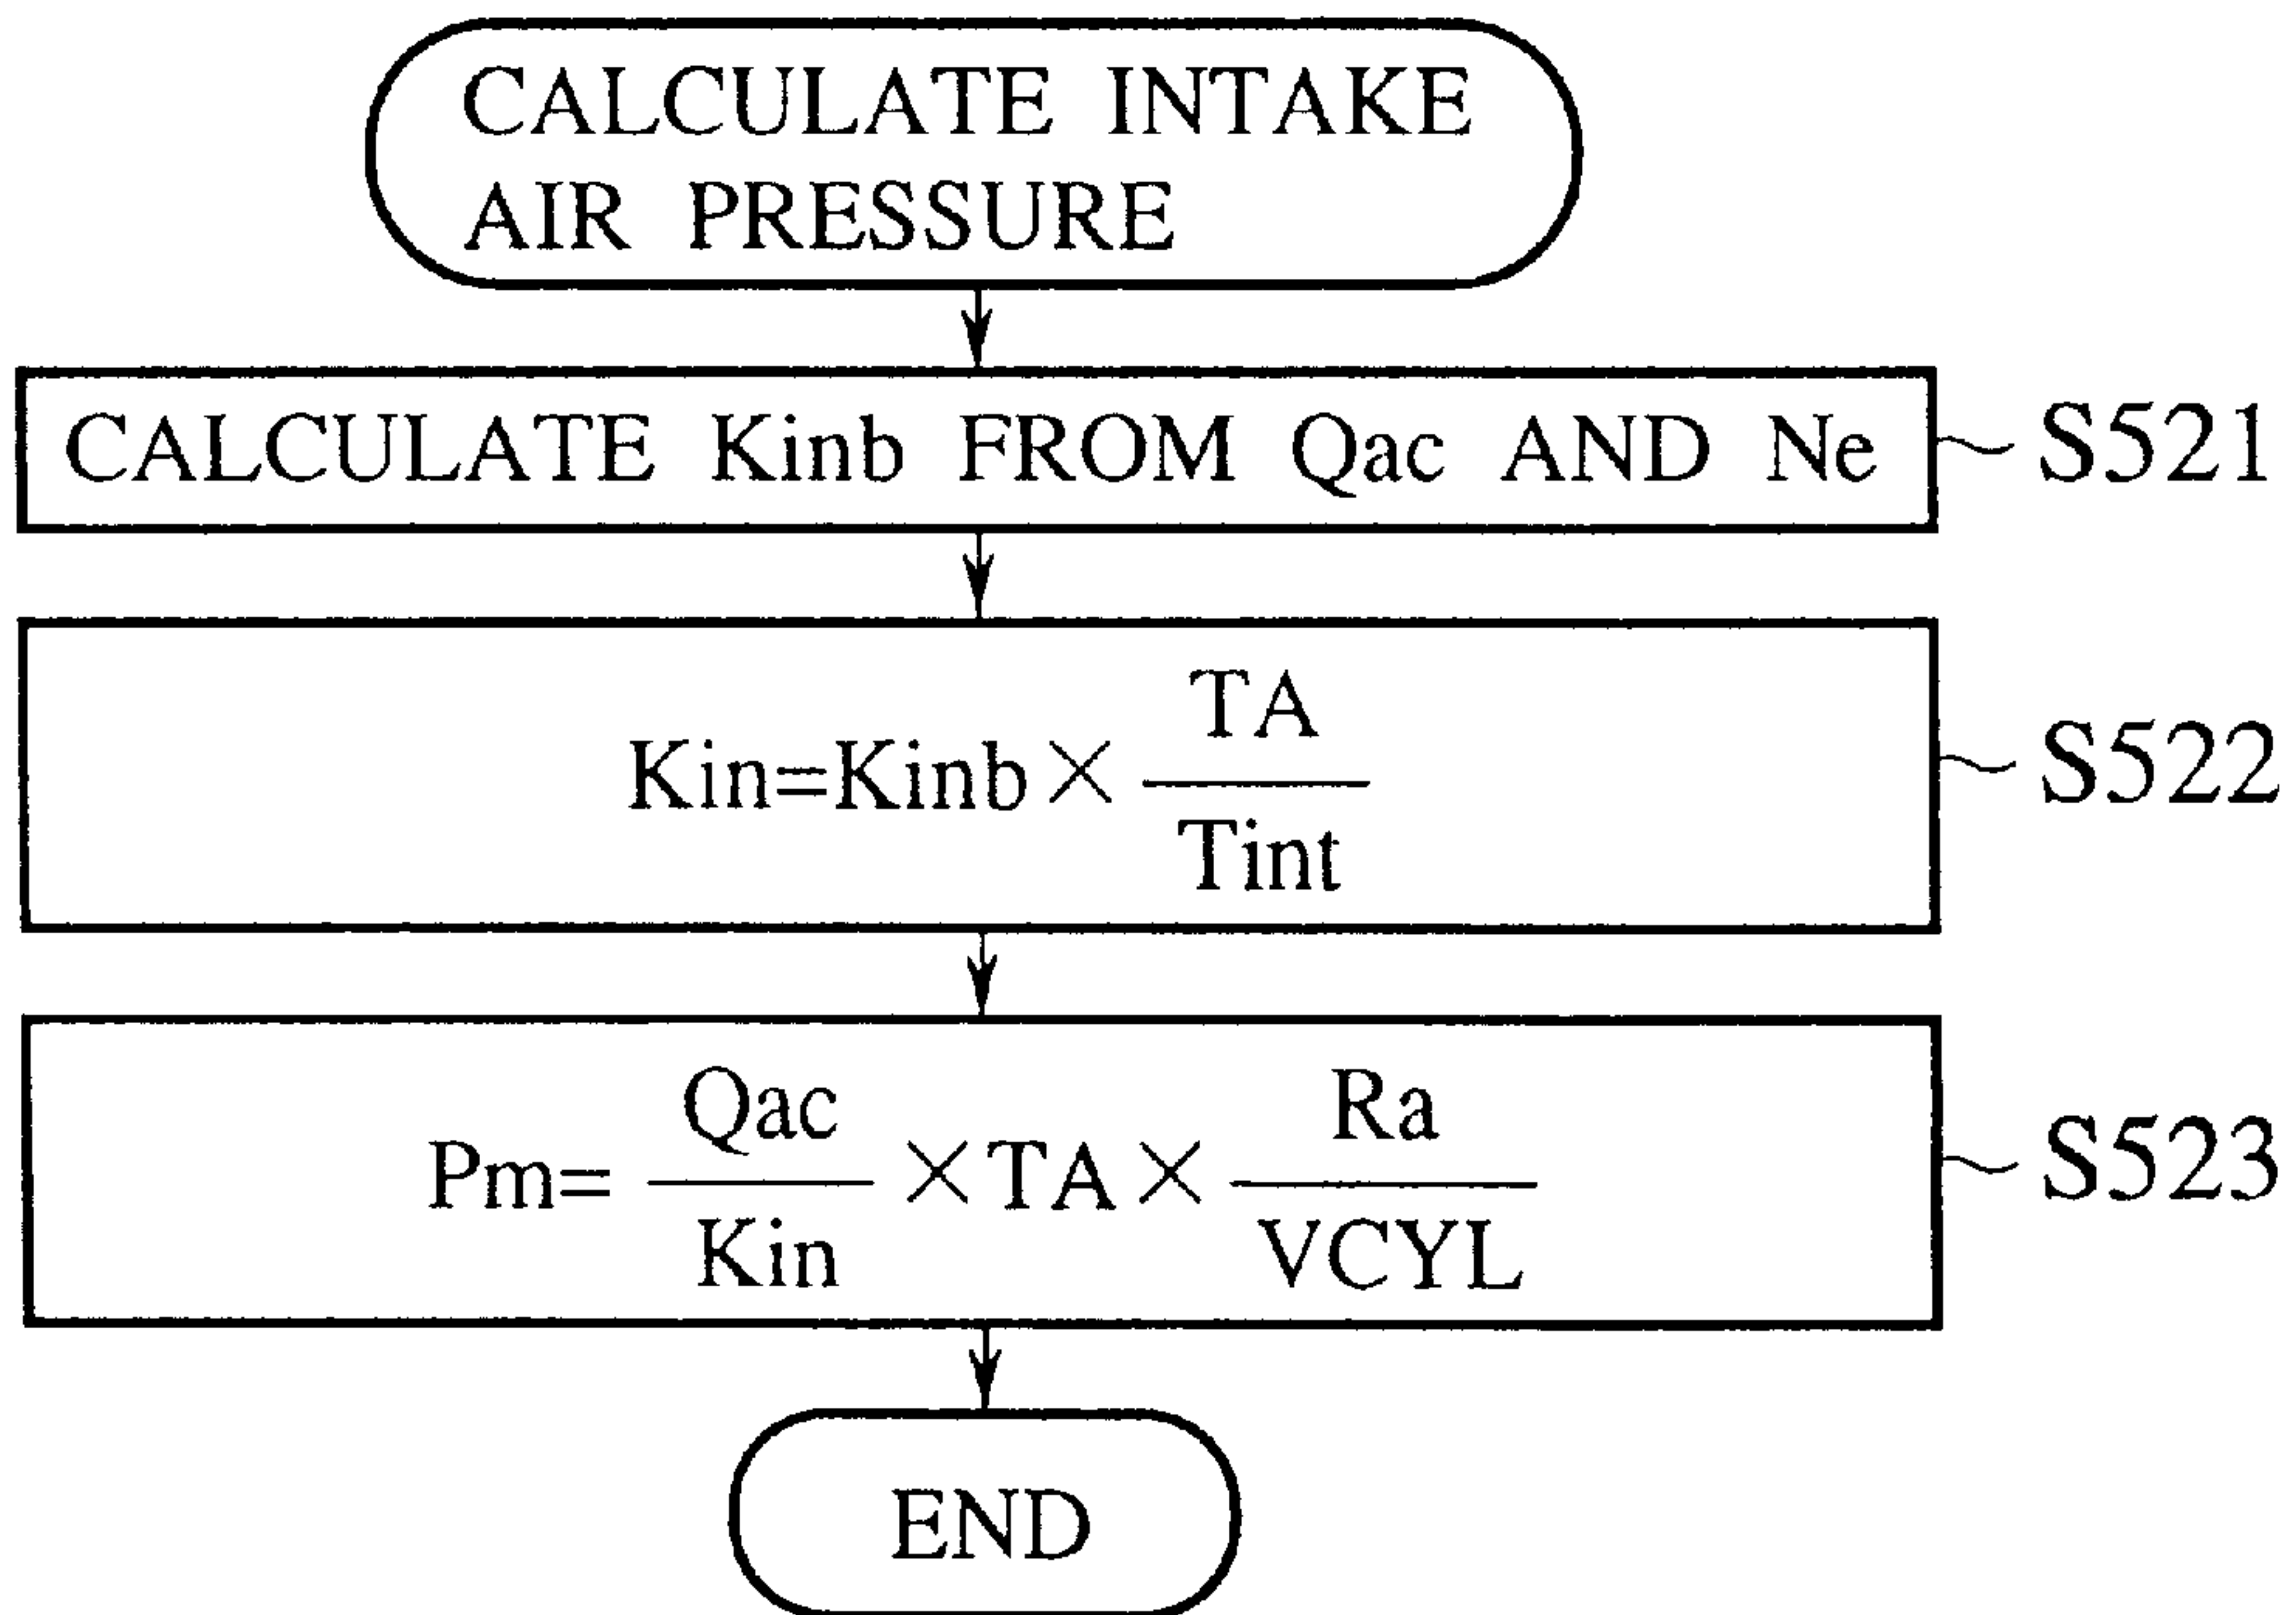 CALCULATE INTAKE
AIR PRESSURE
CALCULATE Kinb FROM Qac AND Ne
S521
Kin=Kinb×TA/Tint
S522
Pm=Qac/Kin×TA×Ra/VCYL
S523
END